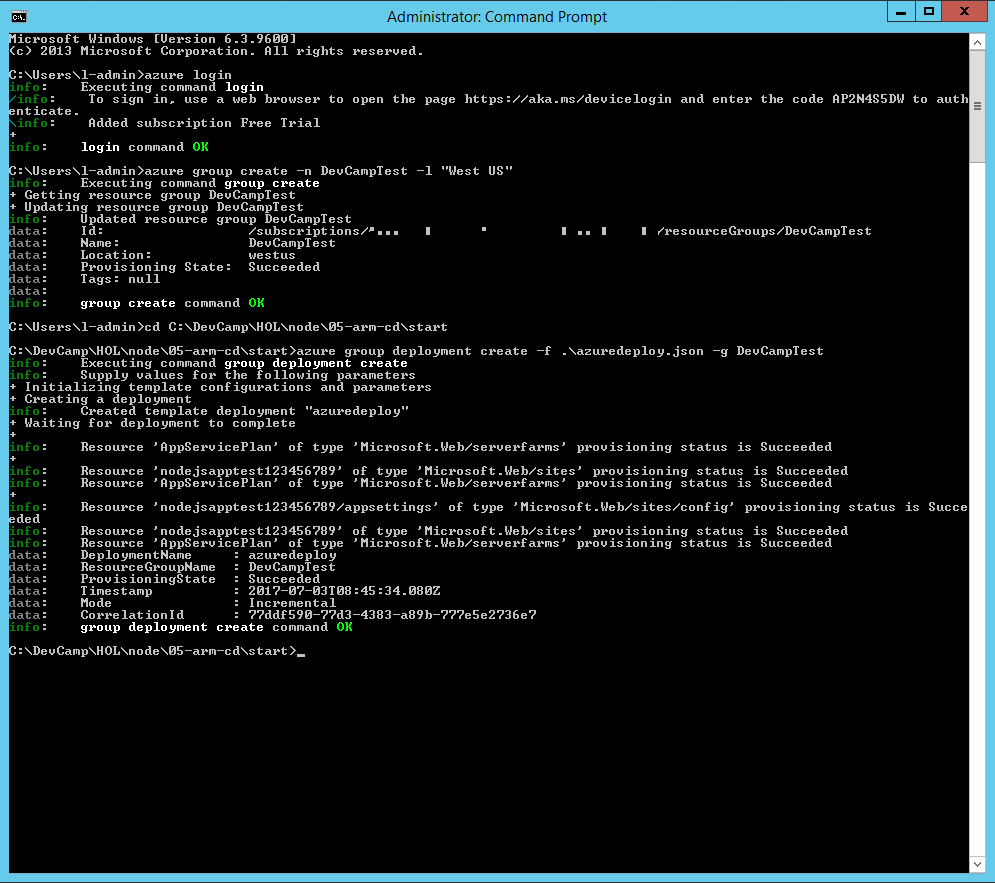 Administrator: Command Prompt
Microsoft Windows [Version 6.3.9600]
(c) 2013 Microsoft Corporation. All rights reserved.
C:\Users\l-admin>azure login
info:    Executing command login
/info:    To sign in, use a web browser to open the page https://aka.ms/devicelogin and enter the code AP2N4S5DW to auth
enticate.
\info:    Added subscription Free Trial
+
info:    login command OK
C:\Users\l-admin>azure group create -n DevCampTest -l "West US"
info:    Executing command group create
+ Getting resource group DevCampTest
+ Updating resource group DevCampTest
info:    Updated resource group DevCampTest
data:    Id:                  /subscriptions/ /resourceGroups/DevCampTest
data:    Name:                DevCampTest
data:    Location:            westus
data:    Provisioning State:  Succeeded
data:    Tags: null
data:
info:    group create command OK
C:\Users\l-admin>cd C:\DevCamp\HOL\node\05-arm-cd\start
C:\DevCamp\HOL\node\05-arm-cd\start>azure group deployment create -f .\azuredeploy.json -g DevCampTest
info:    Executing command group deployment create
info:    Supply values for the following parameters
+ Initializing template configurations and parameters
+ Creating a deployment
info:    Created template deployment "azuredeploy"
+ Waiting for deployment to complete
+
info:    Resource 'AppServicePlan' of type 'Microsoft.Web/serverfarms' provisioning status is Succeeded
+
info:    Resource 'nodejsapptest123456789' of type 'Microsoft.Web/sites' provisioning status is Succeeded
info:    Resource 'AppServicePlan' of type 'Microsoft.Web/serverfarms' provisioning status is Succeeded
+
info:    Resource 'nodejsapptest123456789/appsettings' of type 'Microsoft.Web/sites/config' provisioning status is Succe
eded
info:    Resource 'nodejsapptest123456789' of type 'Microsoft.Web/sites' provisioning status is Succeeded
info:    Resource 'AppServicePlan' of type 'Microsoft.Web/serverfarms' provisioning status is Succeeded
data:    DeploymentName     : azuredeploy
data:    ResourceGroupName  : DevCampTest
data:    ProvisioningState  : Succeeded
data:    Timestamp          : 2017-07-03T08:45:34.080Z
data:    Mode               : Incremental
data:    CorrelationId      : 77ddf590-77d3-4383-a89b-777e5e2736e7
info:    group deployment create command OK
C:\DevCamp\HOL\node\05-arm-cd\start>_